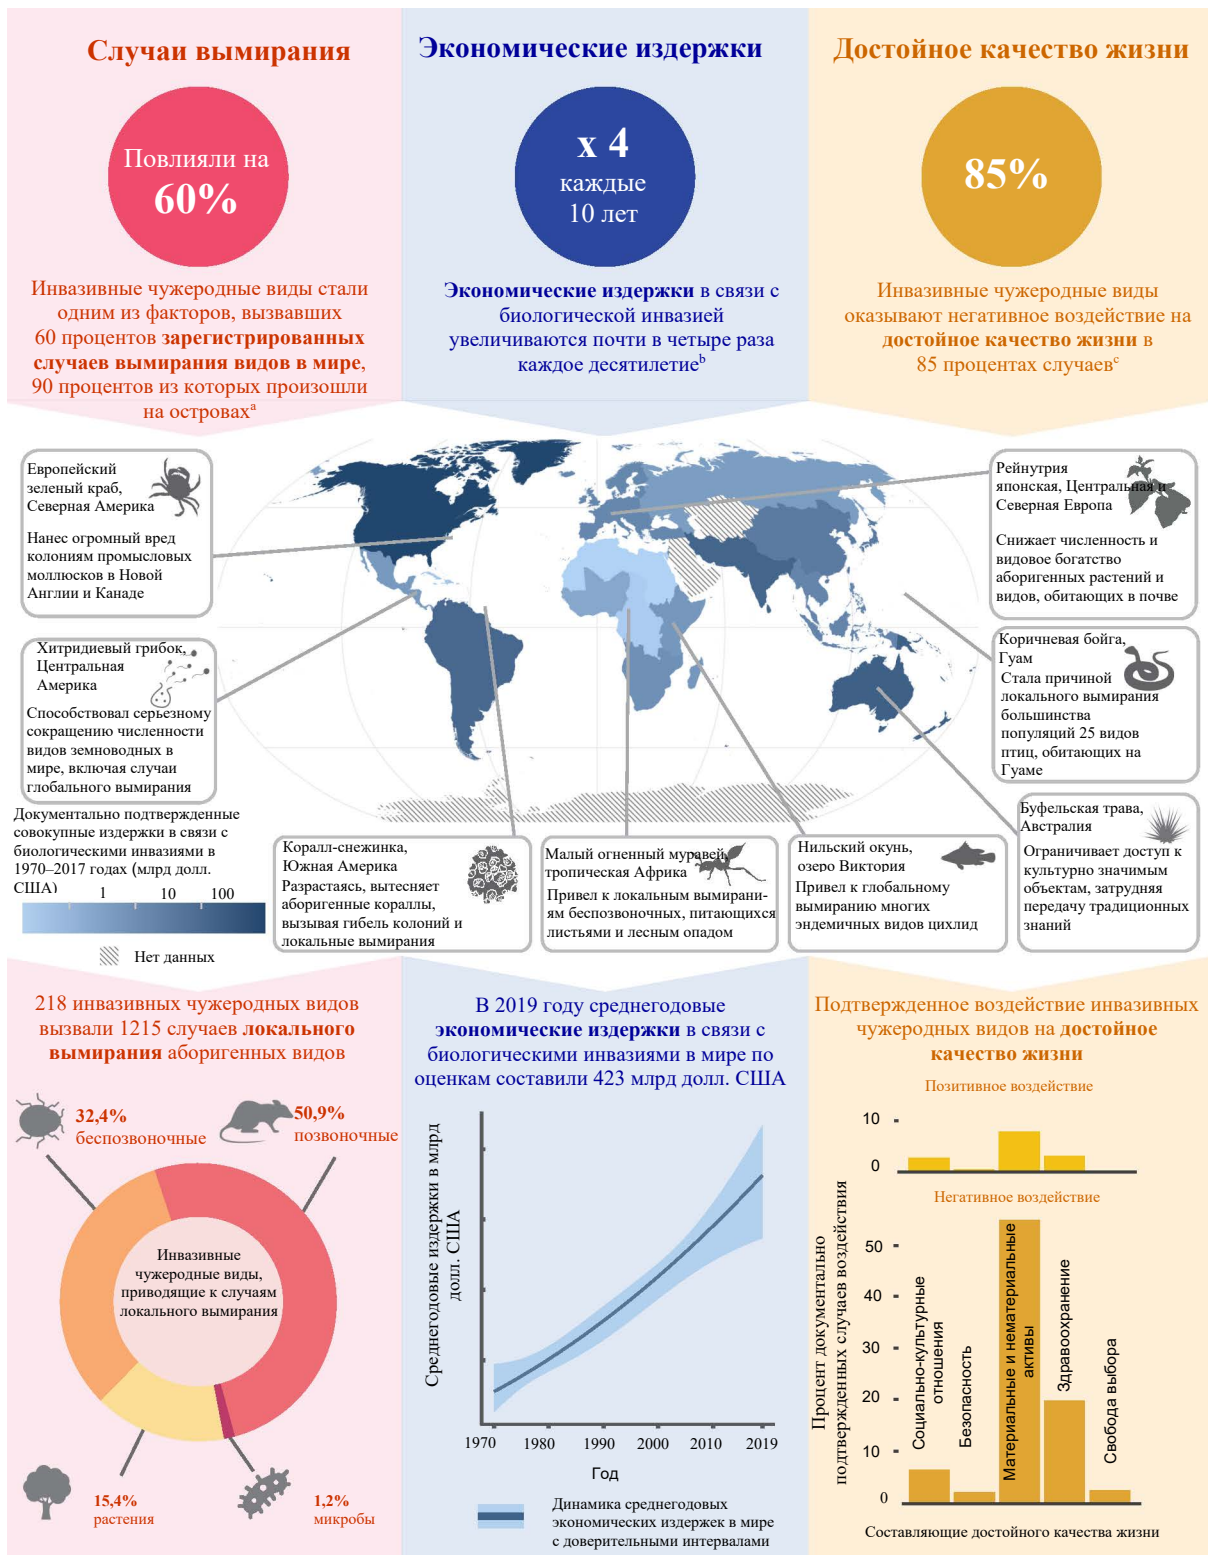 Случаи вымирания
Повлияли на
60%
Инвазивные чужеродные виды стали
одним из факторов, вызвавших
60 процентов зарегистрированных
случаев вымирания видов в мире,
90 процентов из которых произошли
на островахᵃ
Экономические издержки
x 4
каждые
10 лет
Экономические издержки в связи с
биологической инвазией
увеличиваются почти в четыре раза
каждое десятилетиеᵇ
Достойное качество жизни
85%
Инвазивные чужеродные виды
оказывают негативное воздействие на
достойное качество жизни в
85 процентах случаевᶜ
Европейский
зеленый краб,
Северная Америка
Нанес огромный вред
колониям промысловых
моллюсков в Новой
Англии и Канаде
Хитридиевый грибок,
Центральная
Америка
Способствовал серьезному
сокращению численности
видов земноводных в
мире, включая случаи
глобального вымирания
Рейнутрия
японская, Центральная и
Северная Европа
Снижает численность и
видовое богатство
аборигенных растений и
видов, обитающих в почве
Коричневая бойга,
Гуам
Стала причиной
локального вымирания
большинства
популяций 25 видов
птиц, обитающих на
Гуаме
Буфельская трава,
Австралия
Ограничивает доступ к
культурно значимым
объектам, затрудняя
передачу традиционных
знаний
Коралл-снежинка,
Южная Америка
Разрастаясь, вытесняет
аборигенные кораллы,
вызывая гибель колоний и
локальные вымирания
Малый огненный муравей,
тропическая Африка
Привел к локальным вымирани-
ям беспозвоночных, питающихся
листьями и лесным опадом
Нильский окунь,
озеро Виктория
Привел к глобальному
вымиранию многих
эндемичных видов цихлид
Документально подтвержденные
совокупные издержки в связи с
биологическими инвазиями в
1970–2017 годах (млрд долл.
США)
1 10 100
Нет данных
218 инвазивных чужеродных видов
вызвали 1215 случаев локального
вымирания аборигенных видов
32,4%
беспозвоночные
50,9%
позвоночные
Инвазивные
чужеродные виды,
приводящие к случаям
локального вымирания
15,4%
растения
1,2%
микробы
В 2019 году среднегодовые
экономические издержки в связи с
биологическими инвазиями в мире по
оценкам составили 423 млрд долл. США
Среднегодовые издержки в млрд
долл. США
1970 1980 1990 2000 2010 2019
Год
Динамика среднегодовых
экономических издержек в мире
с доверительными интервалами
Подтвержденное воздействие инвазивных
чужеродных видов на достойное
качество жизни
Позитивное воздействие
10
0
Негативное воздействие
50
40
30
20
10
0
Процент документально
подтвержденных случаев воздействия
Социально-культурные
отношения
Безопасность
Материальные и нематериальные
активы
Здравоохранение
Свобода выбора
Составляющие достойного качества жизни